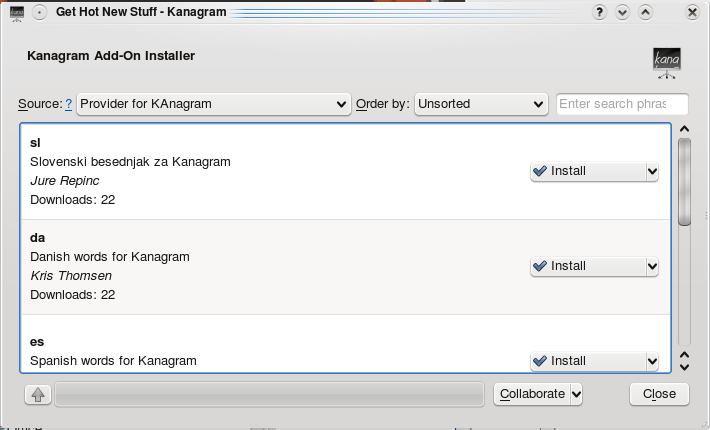 Get Hot New Stuff - Kanagram
Kanagram Add-On Installer
kana
Source: ? Provider for KAnagram Order by: Unsorted Enter search phras
sl
Slovenski besednjak za Kanagram
Jure Repinc
Downloads: 22
Install
da
Danish words for Kanagram
Kris Thomsen
Downloads: 22
Install
es
Spanish words for Kanagram
Install
Collaborate Close